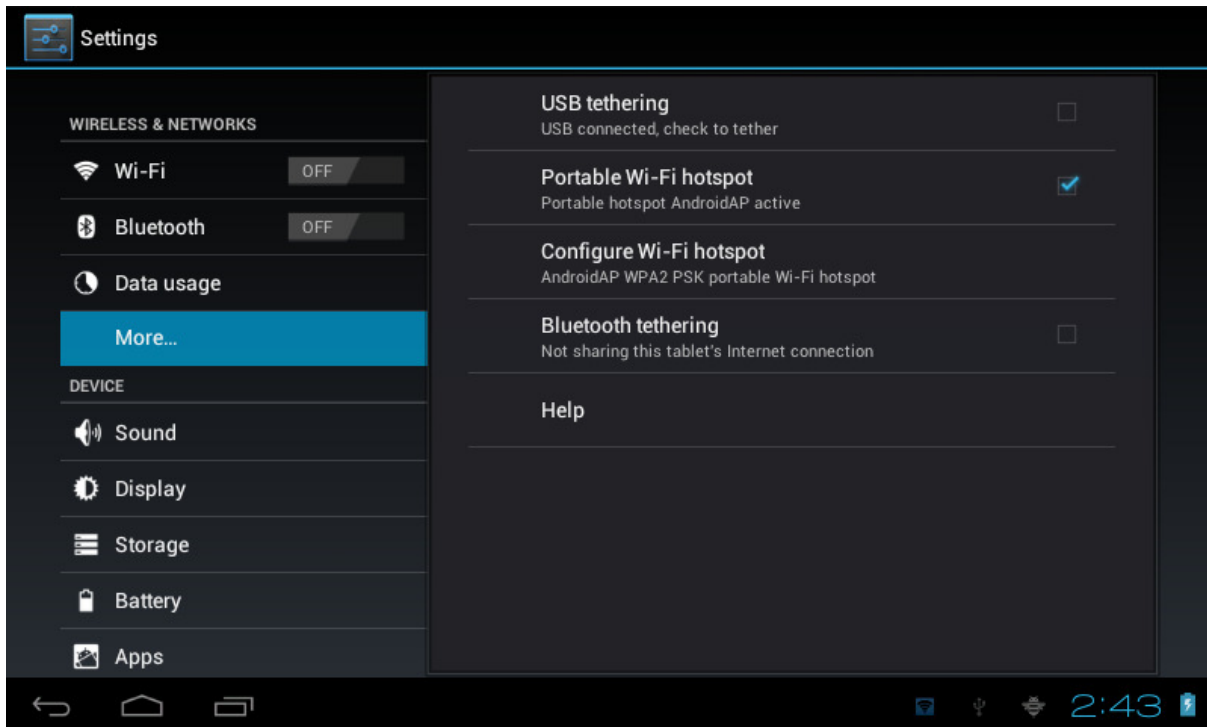 Settings
WIRELESS & NETWORKS
Wi-Fi OFF
Bluetooth OFF
Data usage
More...
DEVICE
Sound
Display
Storage
Battery
Apps
USB tethering
USB connected, check to tether
Portable Wi-Fi hotspot
Portable hotspot AndroidAP active
Configure Wi-Fi hotspot
AndroidAP WPA2 PSK portable Wi-Fi hotspot
Bluetooth tethering
Not sharing this tablet's Internet connection
Help
2:43